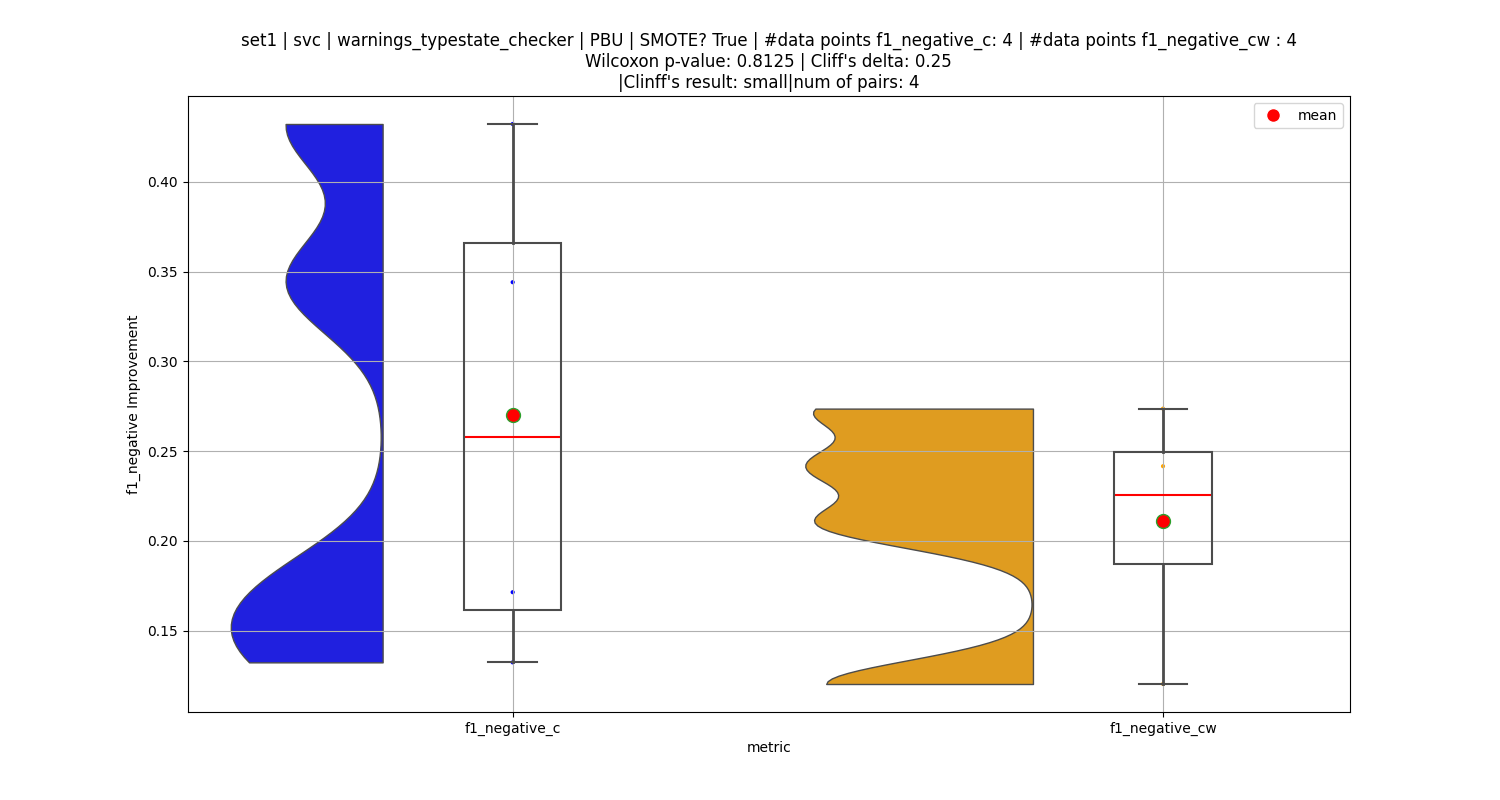 set1 | svc | warnings_typestate_checker | PBU | SMOTE? True | #data points f1_negative_c: 4 | #data points f1_negative_cw : 4
Wilcoxon p-value: 0.8125 | Cliff's delta: 0.25
|Clinff's result: small|num of pairs: 4
mean
0.40
0.35
0.30
0.25
0.20
0.15
f1_negative Improvement
f1_negative_c
f1_negative_cw
metric